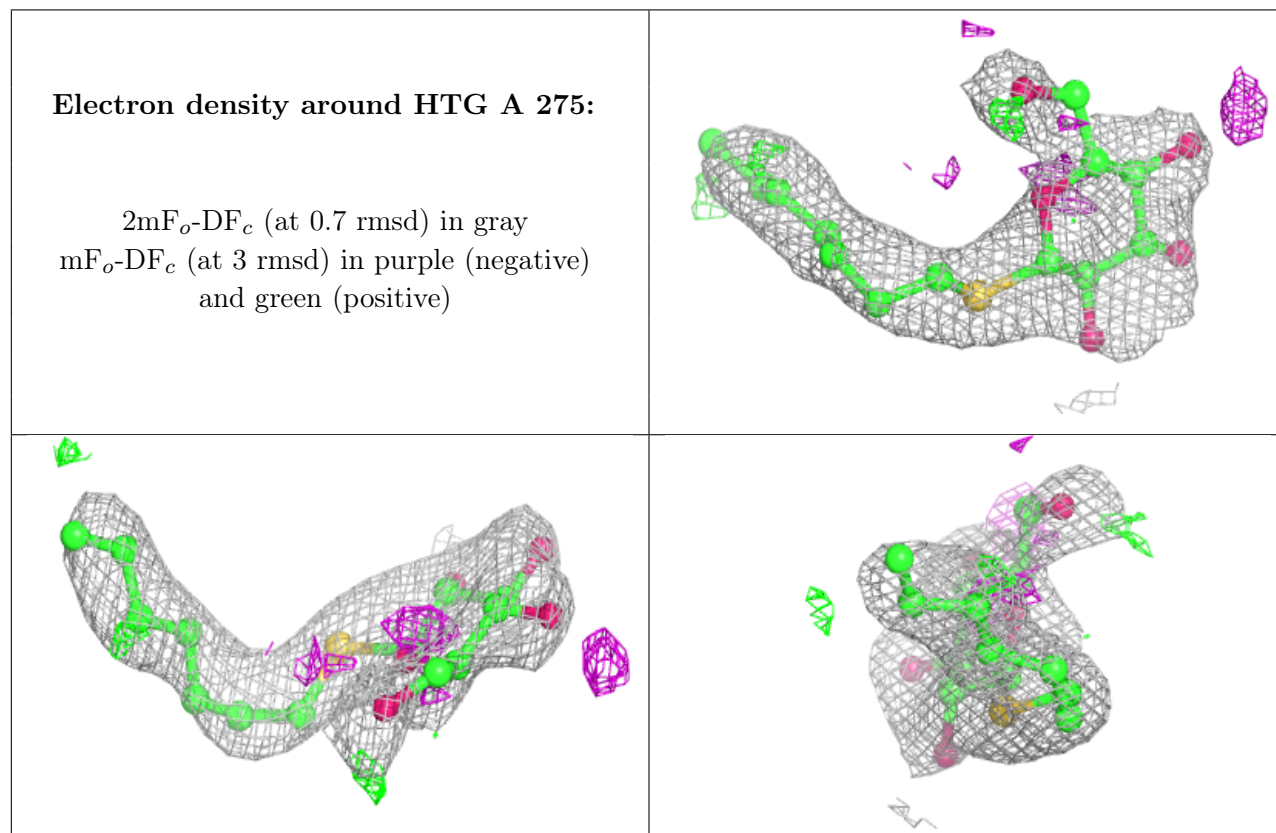 Electron density around HTG A 275:
2mFo-DFc (at 0.7 rmsd) in gray
mFo-DFc (at 3 rmsd) in purple (negative)
and green (positive)